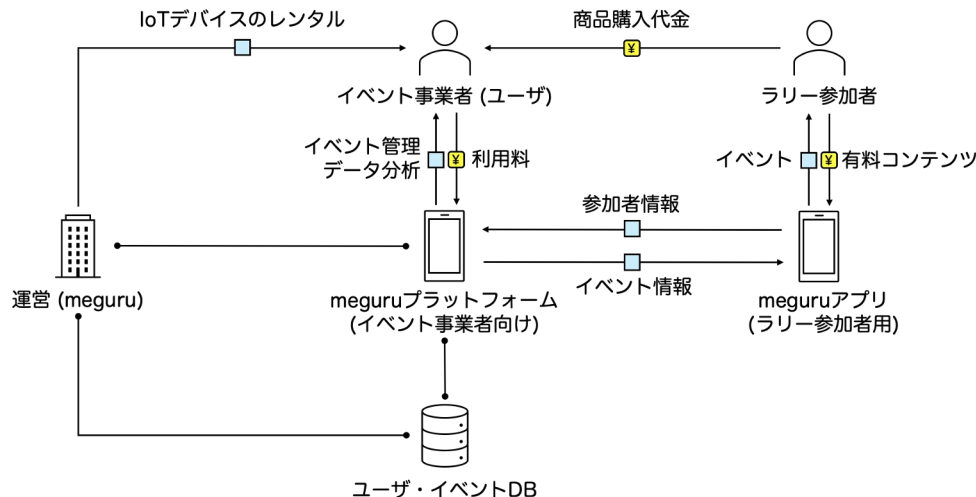 IoTデバイスのレンタル
商品購入代金
¥
イベント事業者 (ユーザ)
ラリー参加者
イベント管理
データ分析
¥
利用料
イベント
¥
有料コンテンツ
参加者情報
イベント情報
運営 (meguru)
meguruプラットフォーム
(イベント事業者向け)
meguruアプリ
(ラリー参加者用)
ユーザ・イベントDB